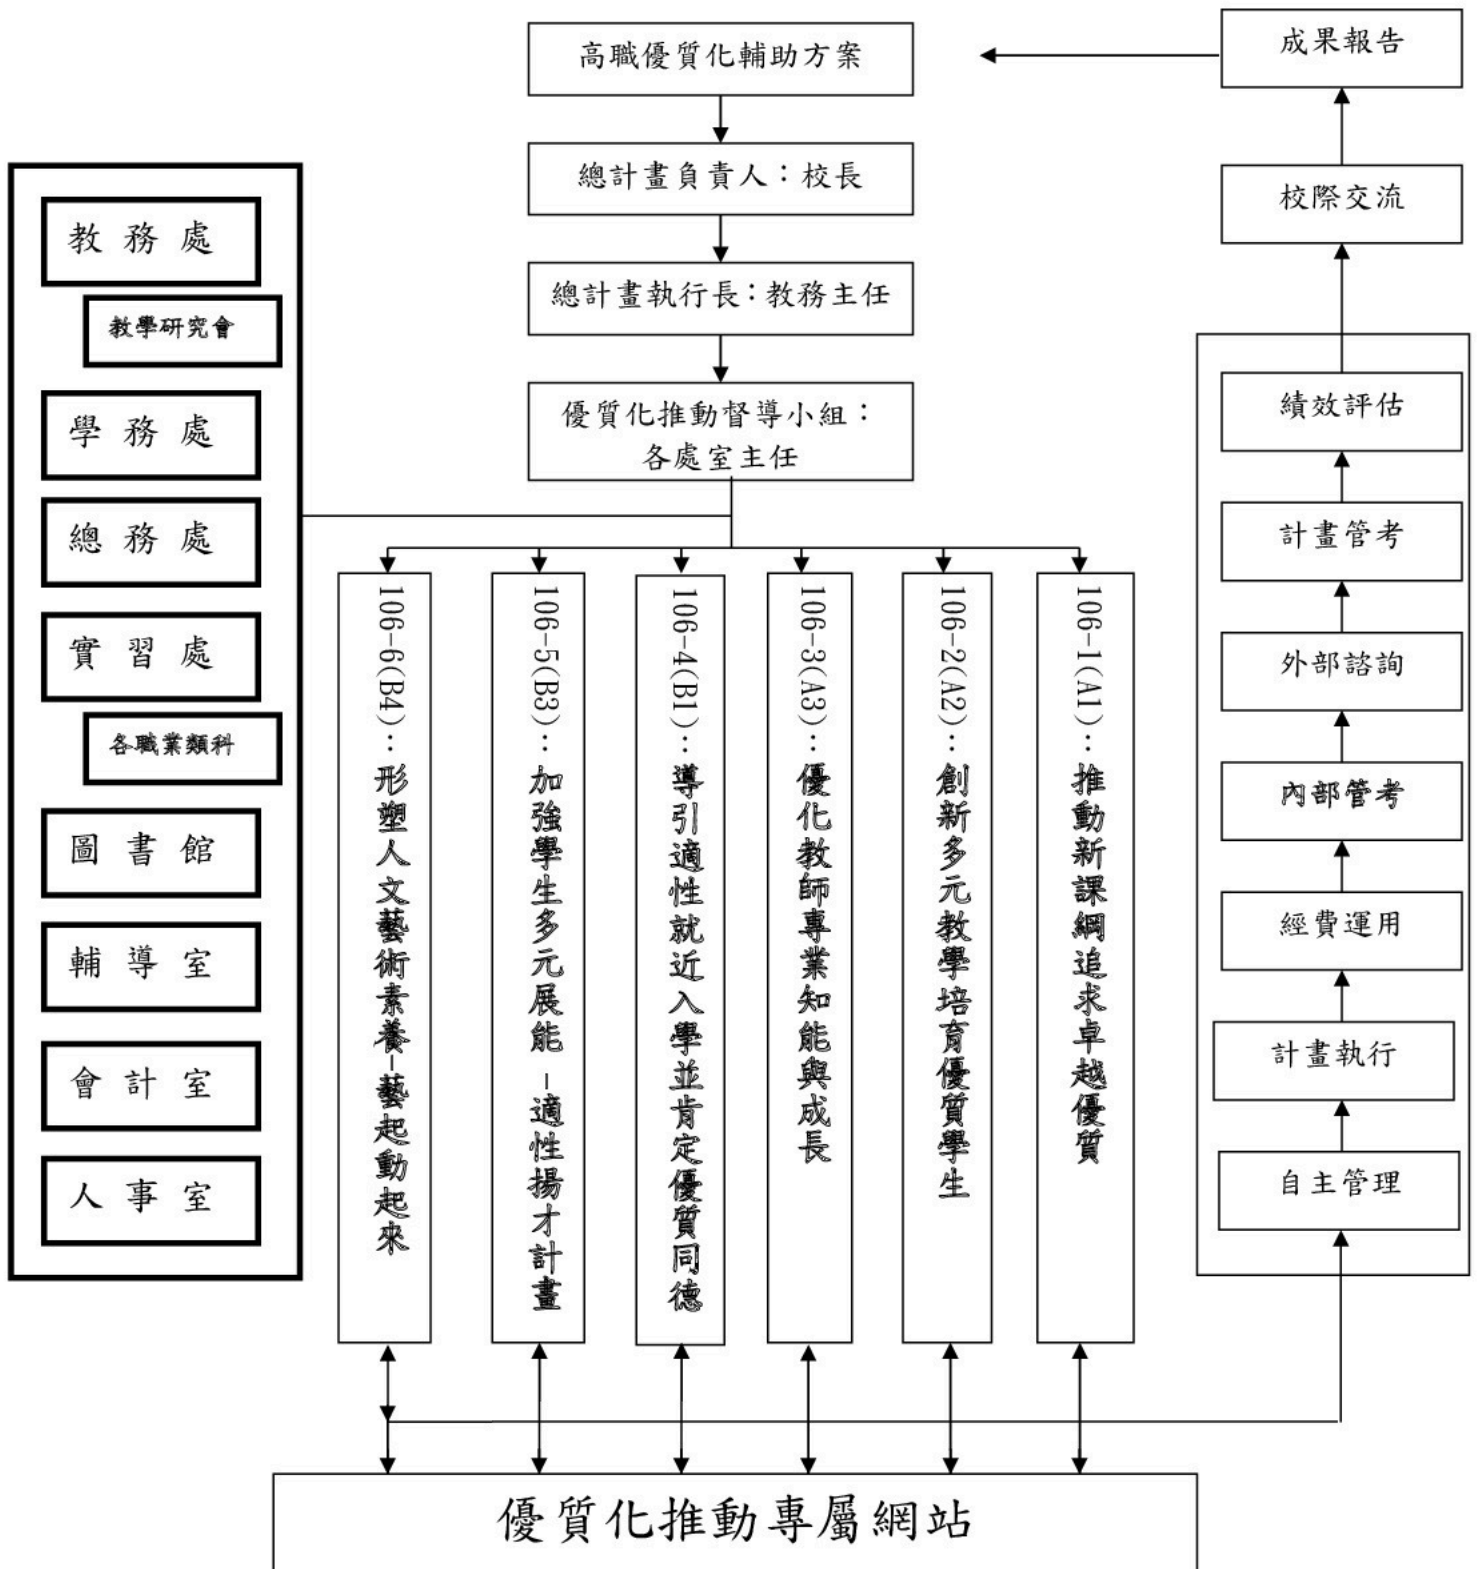 高職優質化輔助方案
總計畫負責人：校長
總計畫執行長：教務主任
優質化推動督導小組：
各處室主任
教務處
教學研究會
學務處
總務處
實習處
各職業類科
圖書館
輔導室
會計室
人事室
106-6(B4)：形塑人文藝術素養-藝起動起來
106-5(B3)：加強學生多元展能 -適性揚才計畫
106-4(B1)：導引適性就近入學並肯定優質同德
106-3(A3)：優化教師專業知能與成長
106-2(A2)：創新多元教學培育優質學生
106-1(A1)：推動新課綱追求卓越優質
成果報告
校際交流
績效評估
計畫管考
外部諮詢
內部管考
經費運用
計畫執行
自主管理
優質化推動專屬網站